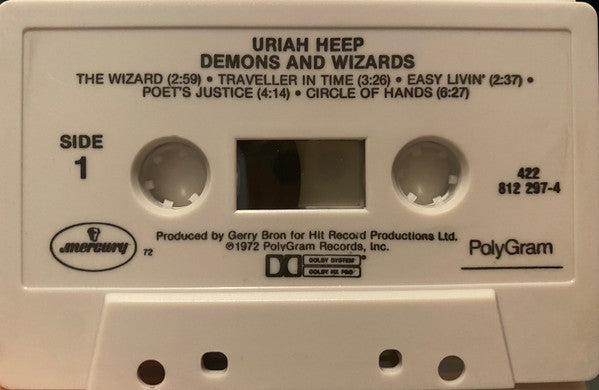 URIAH HEEP
DEMONS AND WIZARDS
THE WIZARD (2:59) • TRAVELLER IN TIME (3:26) • EASY LIVIN' (2:37) •
POET'S JUSTICE (4:14) • CIRCLE OF HANDS (6:27)
SIDE
1
422
812 297-4
Produced by Gerry Bron for Hit Record Productions Ltd.
℗1972 PolyGram Records, Inc.
mercury
72
PolyGram
DOLBY SYSTEM
DOLBY HX PRO